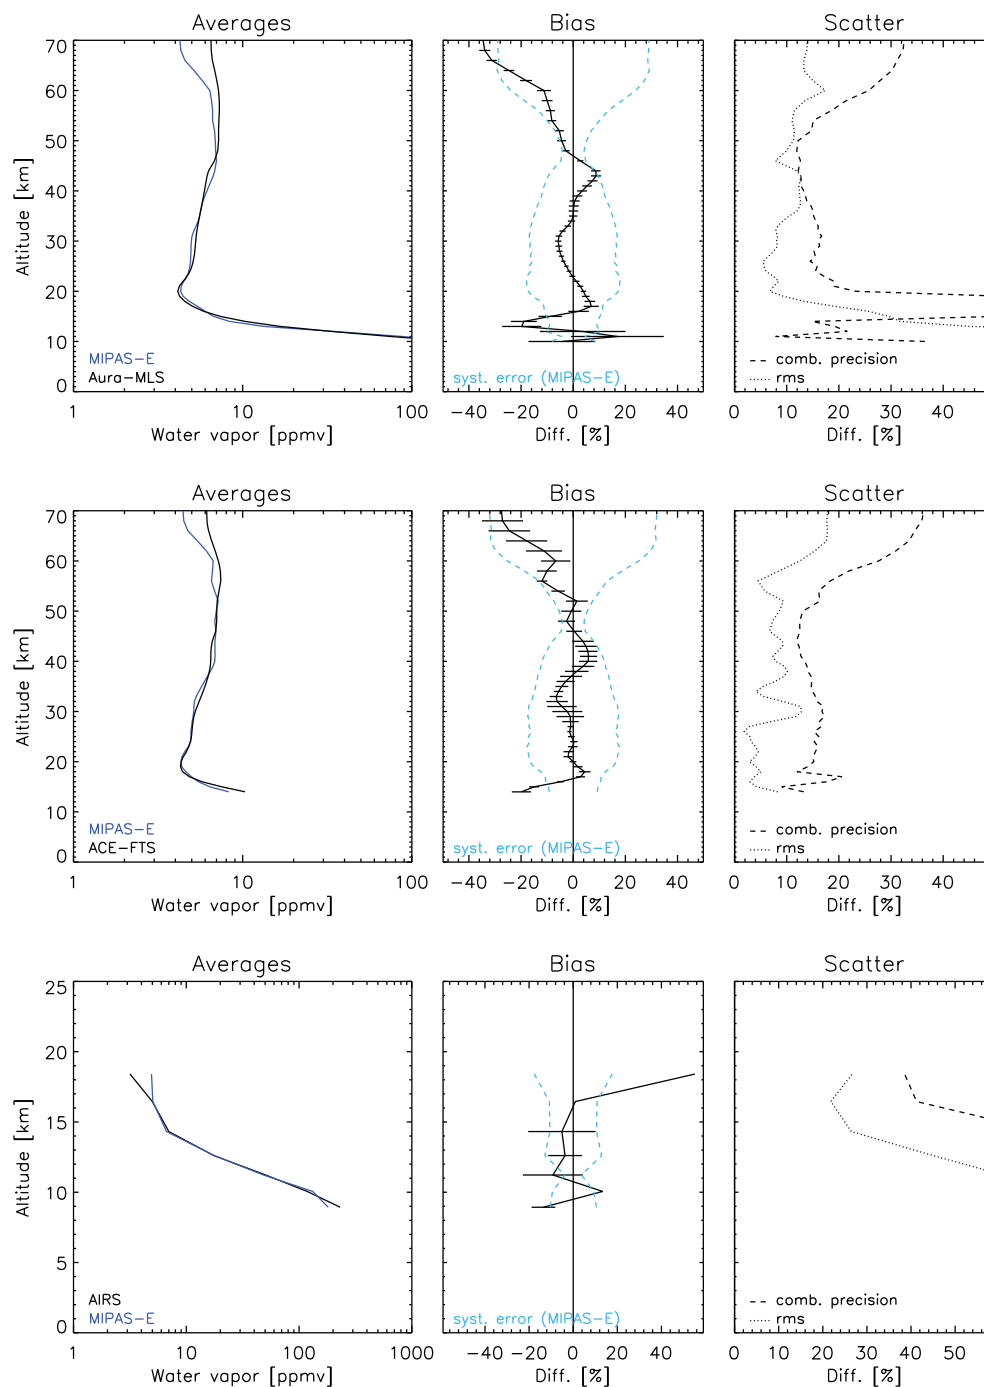 Averages Bias Scatter
70 60 50 40 30 20 10 0
Altitude [km]
MIPAS-E
Aura-MLS
syst. error (MIPAS-E)
comb. precision
rms
1 10 100
-40 -20 0 20 40
0 10 20 30 40
Water vapor [ppmv] Diff. [%] Diff. [%]
Averages Bias Scatter
70 60 50 40 30 20 10 0
Altitude [km]
MIPAS-E
ACE-FTS
syst. error (MIPAS-E)
comb. precision
rms
1 10 100
-40 -20 0 20 40
0 10 20 30 40
Water vapor [ppmv] Diff. [%] Diff. [%]
Averages Bias Scatter
25 20 15 10 5 0
Altitude [km]
AIRS
MIPAS-E
syst. error (MIPAS-E)
comb. precision
rms
1 10 100 1000
-40 -20 0 20 40
0 10 20 30 40 50
Water vapor [ppmv] Diff. [%] Diff. [%]